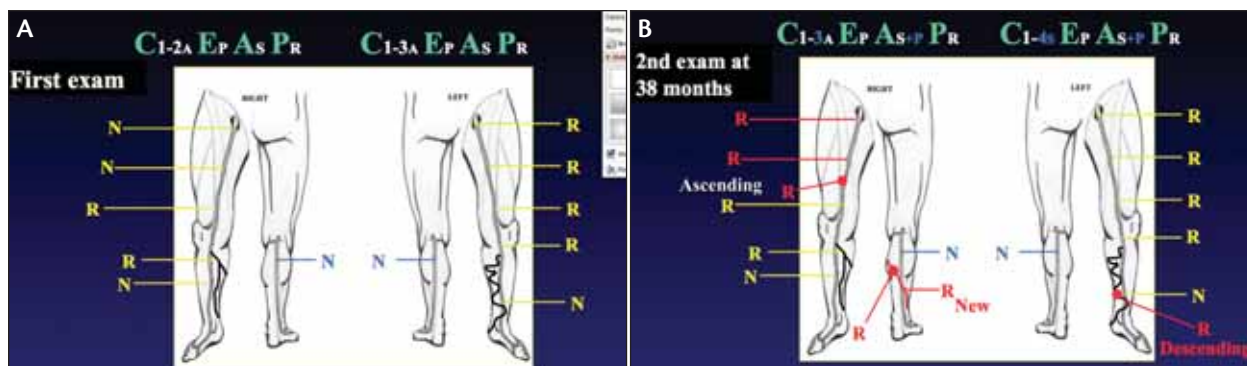 A
C1-2A EP AS PR
C1-3A EP AS PR
First exam
RIGHT
LEFT
N
R
N
R
R
R
R
R
N
N
N
N
B
C1-3A EP AS+P PR
C1-4s EP AS+P PR
2nd exam at
38 months
RIGHT
LEFT
R
R
R
R
Ascending
R
R
R
R
R
N
N
N
N
R
New
R
R
Descending